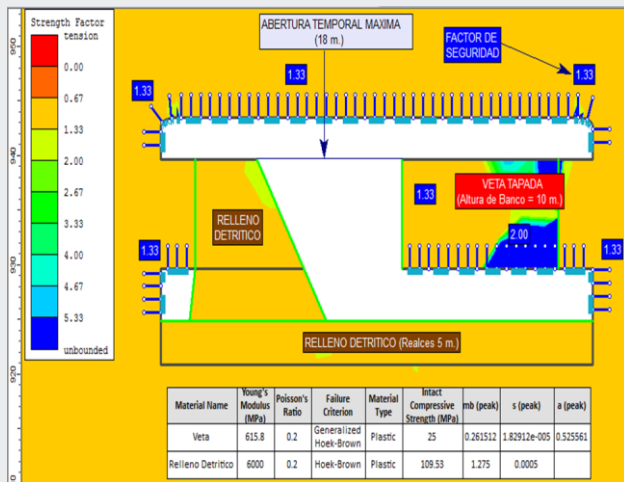 Strength Factor
tension
0.00
0.67
1.33
2.00
2.67
3.33
4.00
4.67
5.33
unbounded
950
940
930
920
ABERTURA TEMPORAL MAXIMA
(18 m.)
FACTOR DE
SEGURIDAD
1.33
1.33
1.33
1.33
VETA TAPADA
(Altura de Banco = 10 m.)
RELLENO
DETRITICO
2.00
1.33
1.33
RELLENO DETRITICO (Realces 5 m.)
Material Name Young's Modulus (MPa) Poisson's Ratio Failure Criterion Material Type Intact Compressive Strength (MPa) mb (peak) s (peak) a (peak)
Veta 615.8 0.2 Generalized Hoek-Brown Plastic 25 0.261512 1.82912e-005 0.525561
Relleno Detritico 6000 0.2 Hoek-Brown Plastic 109.53 1.275 0.0005